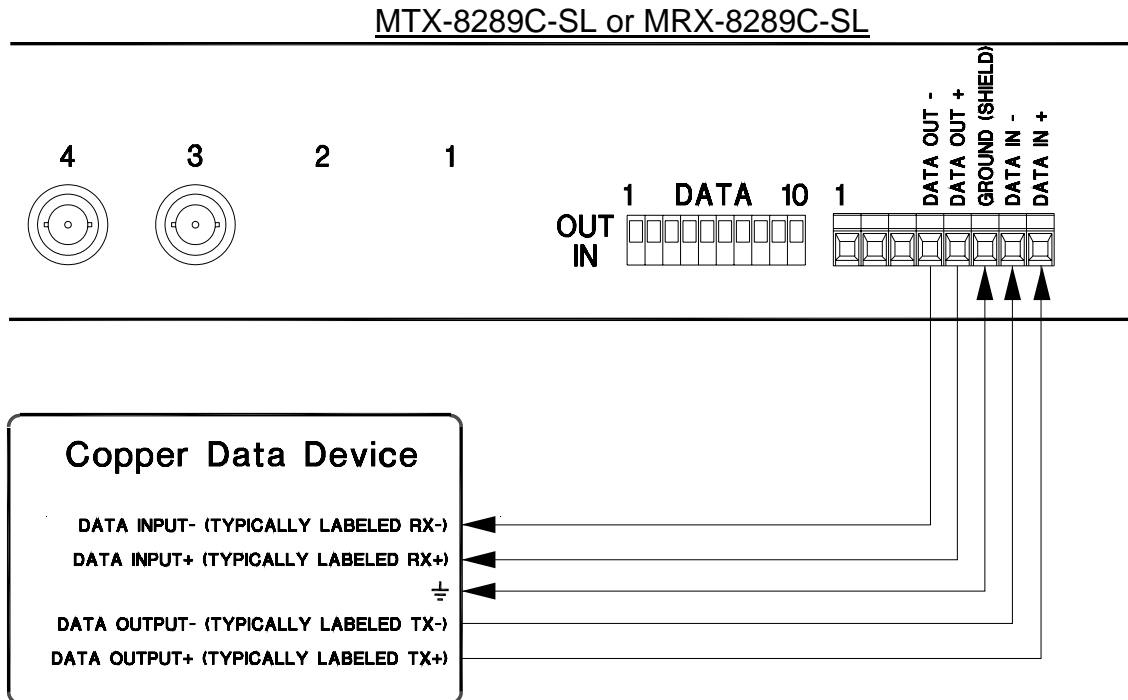 MTX-8289C-SL or MRX-8289C-SL
DATA OUT -
DATA OUT +
GROUND (SHIELD)
DATA IN -
DATA IN +
4 3 2 1
1 DATA 10 1
OUT
IN
Copper Data Device
DATA INPUT- (TYPICALLY LABELED RX-)
DATA INPUT+ (TYPICALLY LABELED RX+)
DATA OUTPUT- (TYPICALLY LABELED TX-)
DATA OUTPUT+ (TYPICALLY LABELED TX+)